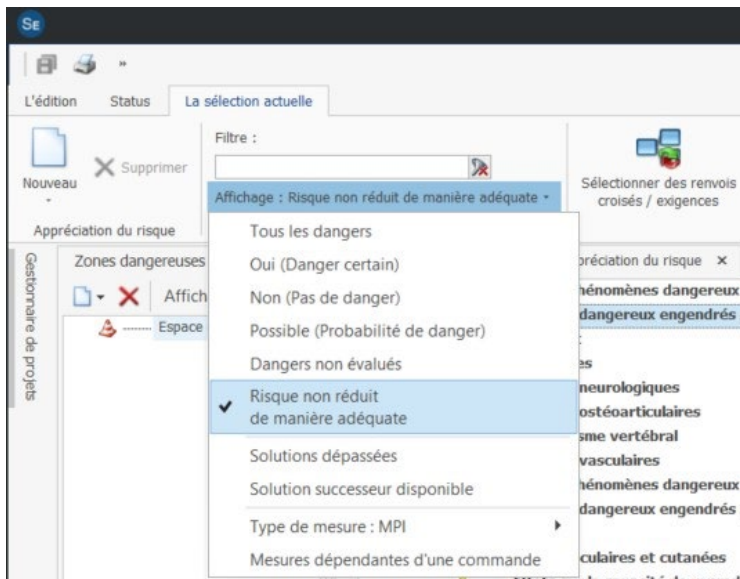 SE
»
L'édition Status La sélection actuelle
Filtre :
Nouveau
Supprimer
Affichage : Risque non réduit de manière adéquate
Sélectionner des renvois
croisés / exigences
Appréciation du risque
Gestionnaire de projets
Zones dangereuses
Affich
Espace
Tous les dangers
Oui (Danger certain)
Non (Pas de danger)
Possible (Probabilité de danger)
Dangers non évalués
Risque non réduit
de manière adéquate
Solutions dépassées
Solution successeur disponible
Type de mesure : MPI
Mesures dépendantes d'une commande
préciation du risque ×
hénomènes dangereux
dangereux engendrés
es
neurologiques
ostéoarticulaires
sme vertébral
vasculaires
hénomènes dangereux
dangereux engendrés
culaires et cutanées